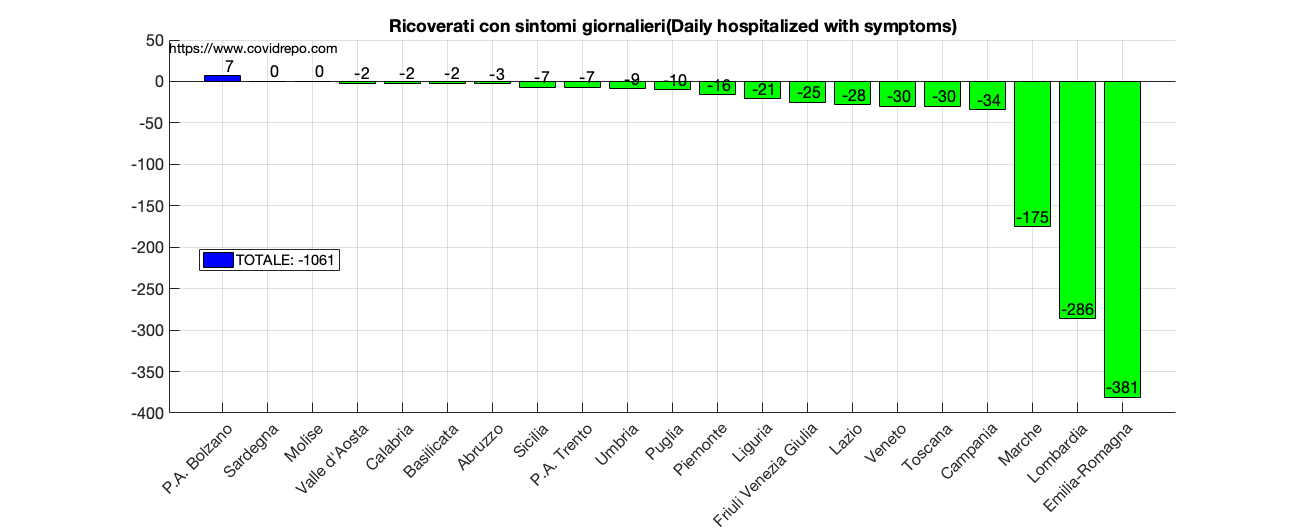 Ricoverati con sintomi giornalieri(Daily hospitalized with symptoms)
https://www.covidrepo.com
50
0
-50
-100
-150
-200
-250
-300
-350
-400
7
0
0
-2
-2
-2
-3
-7
-7
-9
-10
-16
-21
-25
-28
-30
-30
-34
-175
-286
-381
TOTALE: -1061
P.A. Bolzano
Sardegna
Molise
Valle d'Aosta
Calabria
Basilicata
Abruzzo
Sicilia
P.A. Trento
Umbria
Puglia
Piemonte
Liguria
Friuli Venezia Giulia
Lazio
Veneto
Toscana
Campania
Marche
Lombardia
Emilia-Romagna